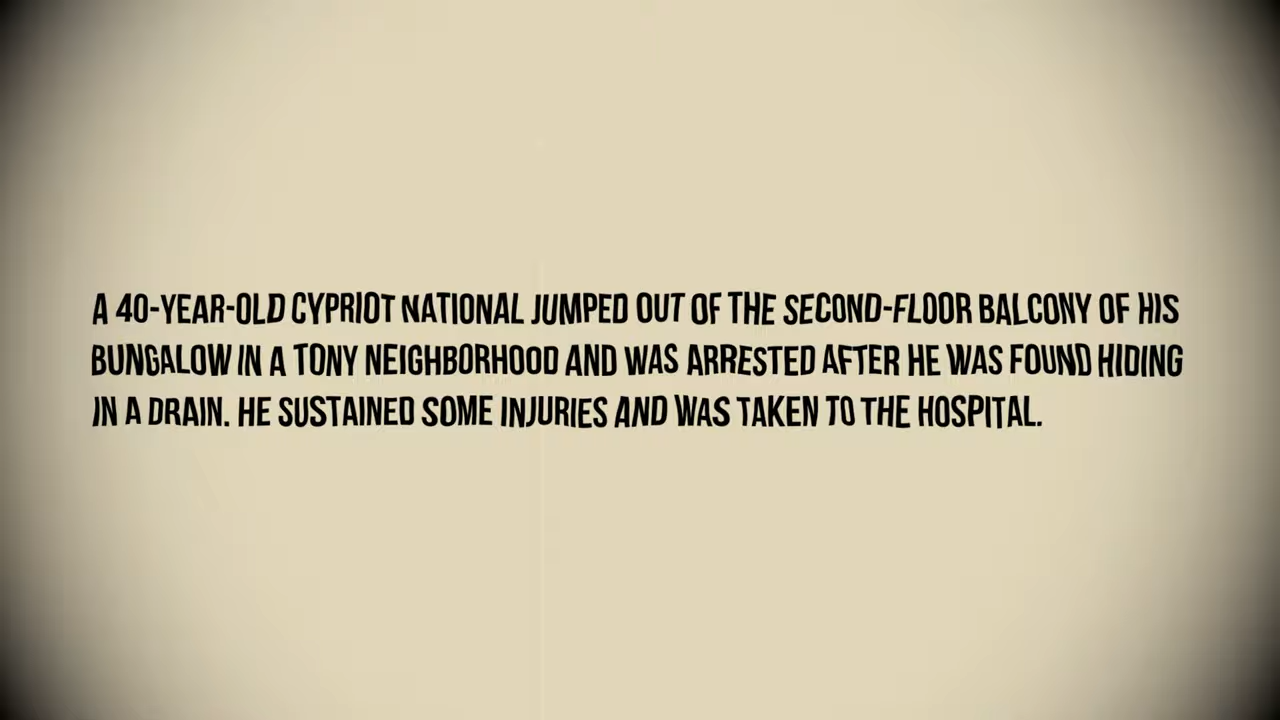 A 40-YEAR-OLD CYPRIOT NATIONAL JUMPED OUT OF THE SECOND-FLOOR BALCONY OF HIS
BUNGALOW IN A TONY NEIGHBORHOOD AND WAS ARRESTED AFTER HE WAS FOUND HIDING
IN A DRAIN. HE SUSTAINED SOME INJURIES AND WAS TAKEN TO THE HOSPITAL.